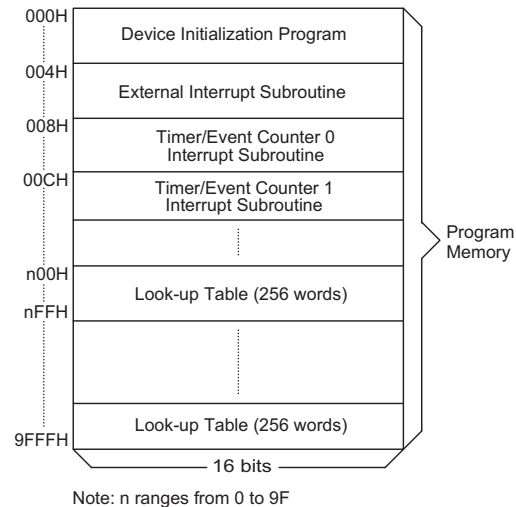 000H
Device Initialization Program
004H
External Interrupt Subroutine
008H
Timer/Event Counter 0
Interrupt Subroutine
00CH
Timer/Event Counter 1
Interrupt Subroutine
Program
Memory
n00H
Look-up Table (256 words)
nFFH
Look-up Table (256 words)
9FFFH
16 bits
Note: n ranges from 0 to 9F